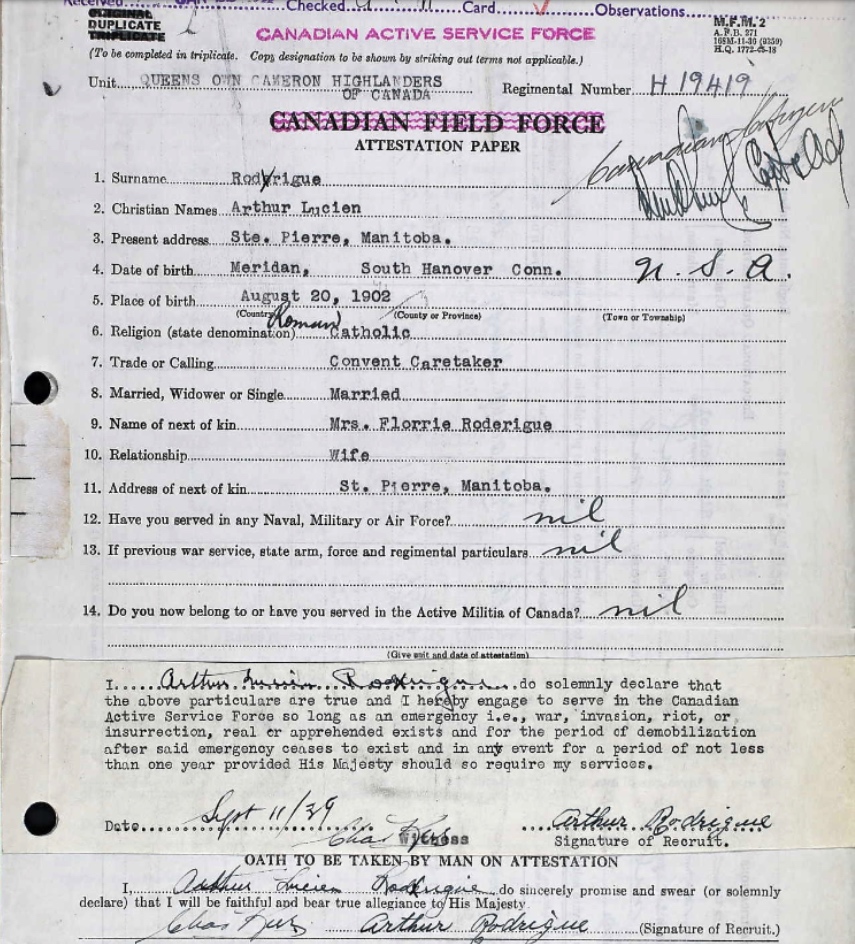 Received Checked Card Observations
ORIGINAL
DUPLICATE
TRIPLICATE
CANADIAN ACTIVE SERVICE FORCE
M.F.M. 2
A.F.B. 271
H.Q. 1772-45-18
(To be completed in triplicate. Copy designation to be shown by striking out terms not applicable.)
Unit QUEENS OWN CAMERON HIGHLANDERS
OF CANADA
Regimental Number H 19419
CANADIAN FIELD FORCE
ATTESTATION PAPER
1. Surname Rodrigue
2. Christian Names Arthur Lucien
3. Present address Ste. Pierre, Manitoba.
4. Date of birth Meridan, South Hanover Conn. U.S.A.
5. Place of birth August 20, 1902
(Country) (County or Province) (Town or Township)
6. Religion (state denomination) Roman Catholic
7. Trade or Calling Convent Caretaker
8. Married, Widower or Single Married
9. Name of next of kin Mrs. Florrie Roderigue
10. Relationship Wife
11. Address of next of kin St. Pierre, Manitoba.
12. Have you served in any Naval, Military or Air Force? nil
13. If previous war service, state arm, force and regimental particulars nil
14. Do you now belong to or have you served in the Active Militia of Canada? nil
(Give unit and date of attestation)
I Arthur Lucien Rodrigue do solemnly declare that
the above particulars are true and I hereby engage to serve in the Canadian
Active Service Force so long as an emergency i.e., war, invasion, riot, or
insurrection, real or apprehended exists and for the period of demobilization
after said emergency ceases to exist and in any event for a period of not less
than one year provided His Majesty should so require my services.
Date Sept 11/39 Arthur Rodrigue
Witness Signature of Recruit.
OATH TO BE TAKEN BY MAN ON ATTESTATION
I, Arthur Lucien Rodrigue do sincerely promise and swear (or solemnly
declare) that I will be faithful and bear true allegiance to His Majesty
Arthur Rodrigue (Signature of Recruit.)